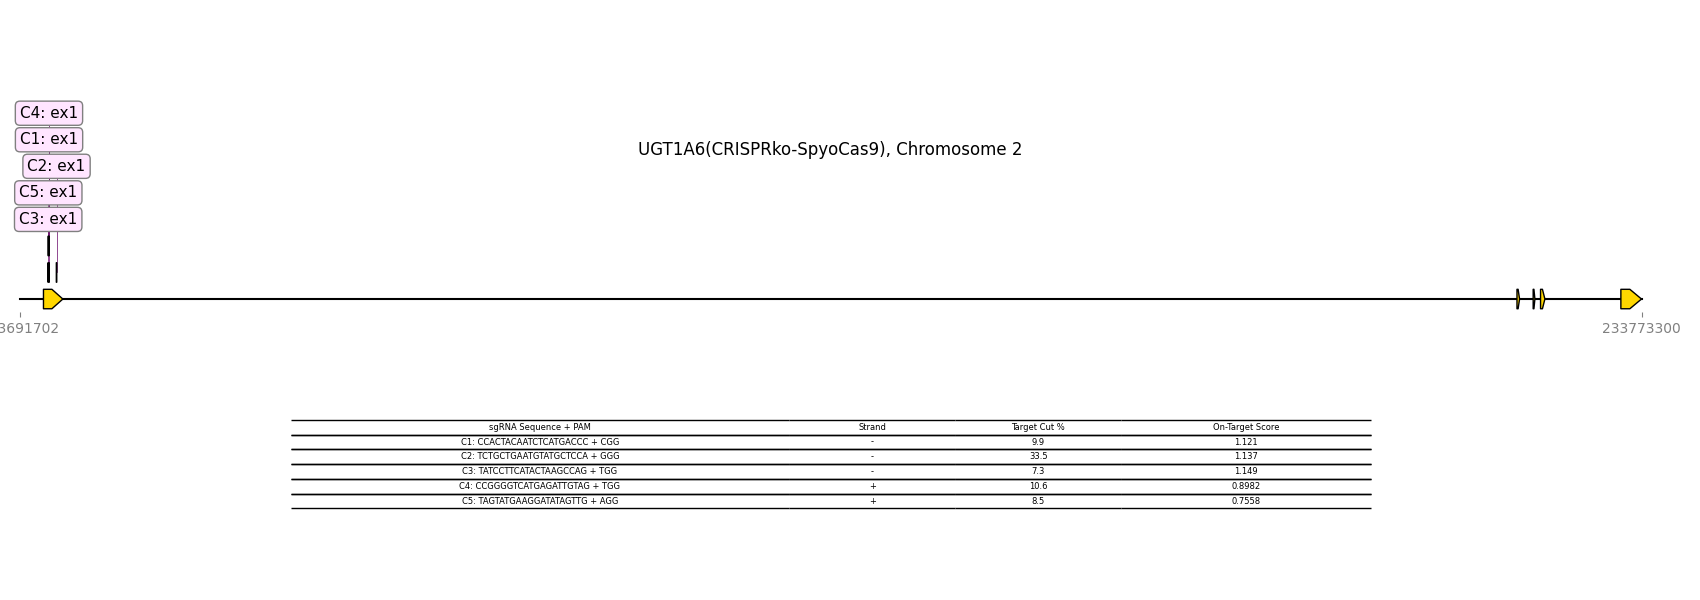 C4: ex1
C1: ex1
UGT1A6(CRISPRko-SpyoCas9), Chromosome 2
C2: ex1
C5: ex1
C3: ex1
3691702 233773300
sgRNA Sequence + PAM Strand Target Cut % On-Target Score
C1: CCACTACAATCTCATGACCC + CGG - 9.9 1.121
C2: TCTGCTGAATGTATGCTCCA + GGG - 33.5 1.137
C3: TATCCTTCATACTAAGCCAG + TGG - 7.3 1.149
C4: CCGGGGTCATGAGATTGTAG + TGG + 10.6 0.8982
C5: TAGTATGAAGGATATAGTTG + AGG + 8.5 0.7558